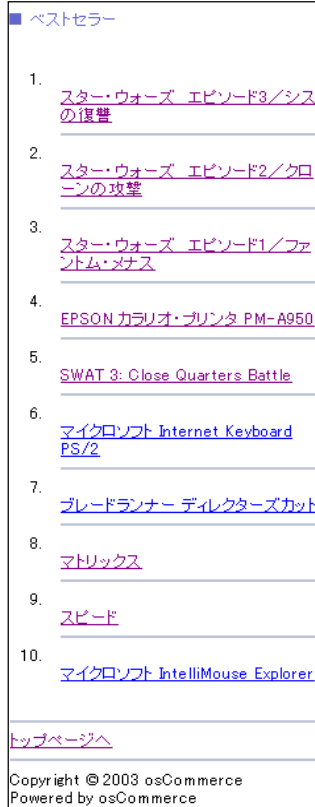 ■ ベストセラー
1.
スター・ウォーズ　エピソード3／シス
の復讐
2.
スター・ウォーズ　エピソード2／クロ
ーンの攻撃
3.
スター・ウォーズ　エピソード1／ファ
ントム・メナス
4.
EPSON カラリオ・プリンタ PM-A950
5.
SWAT 3: Close Quarters Battle
6.
マイクロソフト Internet Keyboard
PS/2
7.
ブレードランナー ディレクターズカット
8.
マトリックス
9.
スピード
10.
マイクロソフト IntelliMouse Explorer
トップページへ
Copyright © 2003 osCommerce
Powered by osCommerce